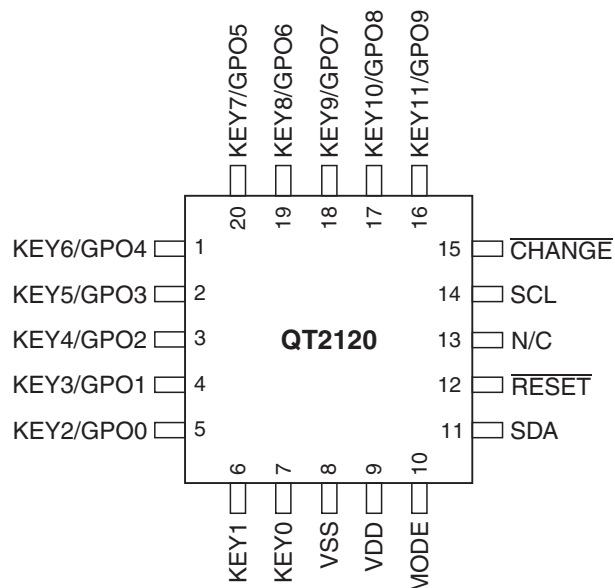 KEY7/GPO5
KEY8/GPO6
KEY9/GPO7
KEY10/GPO8
KEY11/GPO9
20
19
18
17
16
KEY6/GPO4
1
KEY5/GPO3
2
KEY4/GPO2
3
KEY3/GPO1
4
KEY2/GPO0
5
QT2120
15
CHANGE
14
SCL
13
N/C
12
RESET
11
SDA
6
7
8
9
10
KEY1
KEY0
VSS
VDD
MODE